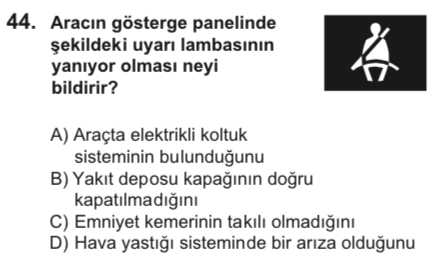 44. Aracın gösterge panelinde
şekildeki uyarı lambasının
yanıyor olması neyi
bildirir?
A) Araçta elektrikli koltuk
sisteminin bulunduğunu
B) Yakıt deposu kapağının doğru
kapatılmadığını
C) Emniyet kemerinin takılı olmadığını
D) Hava yastığı sisteminde bir arıza olduğunu